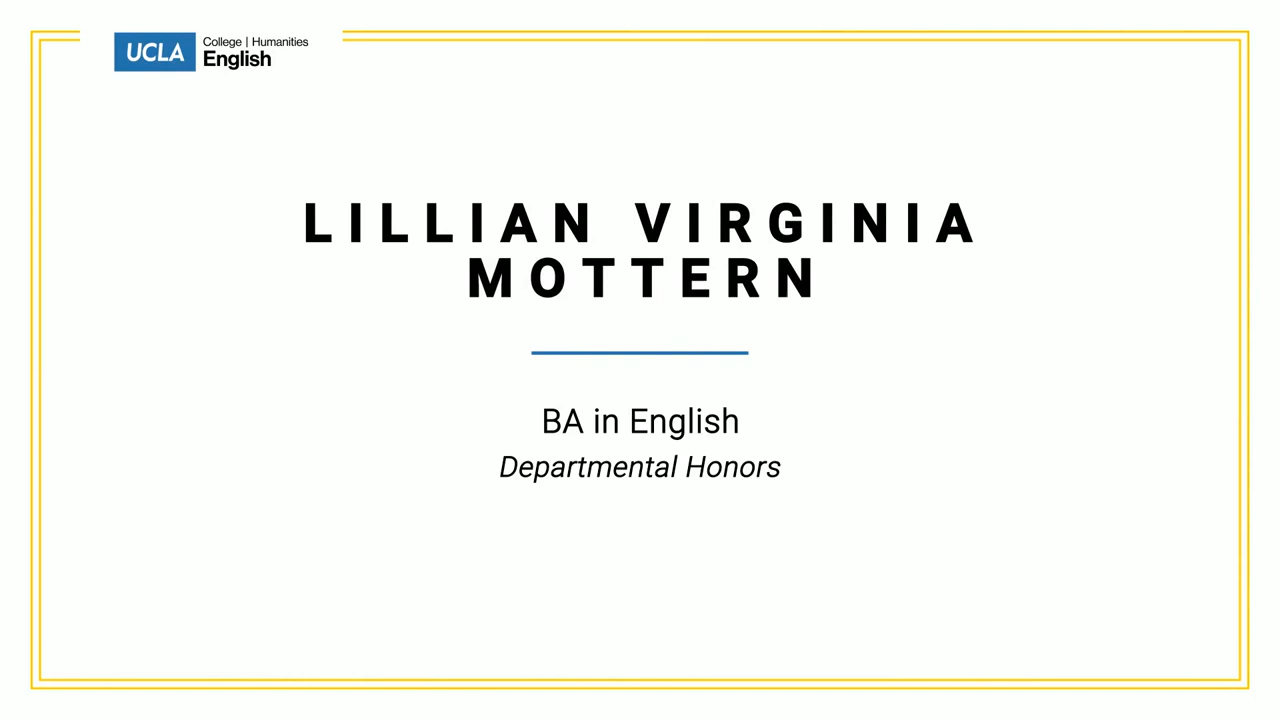 UCLA
College | Humanities
English
LILLIAN VIRGINIA
MOTTERN
BA in English
Departmental Honors